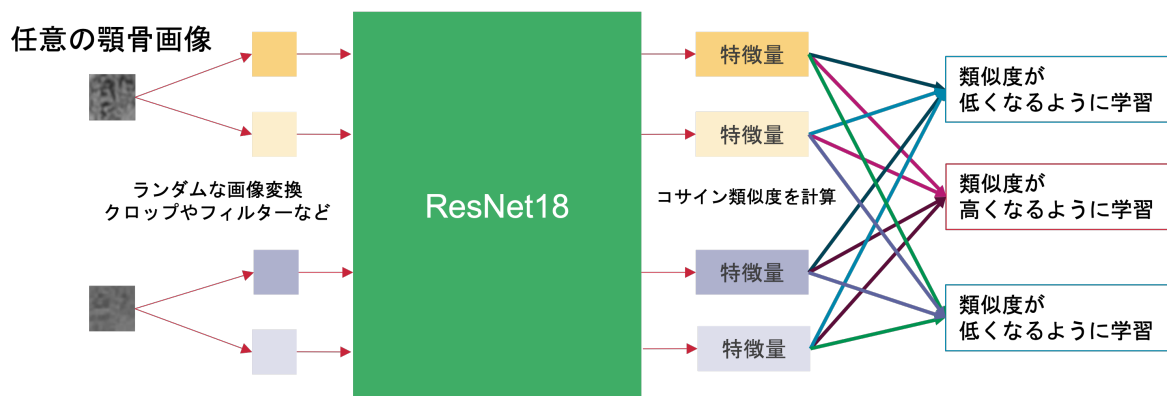 任意の顎骨画像
ランダムな画像変換
クロップやフィルターなど
ResNet18
特徴量
特徴量
コサイン類似度を計算
特徴量
特徴量
類似度が
低くなるように学習
類似度が
高くなるように学習
類似度が
低くなるように学習